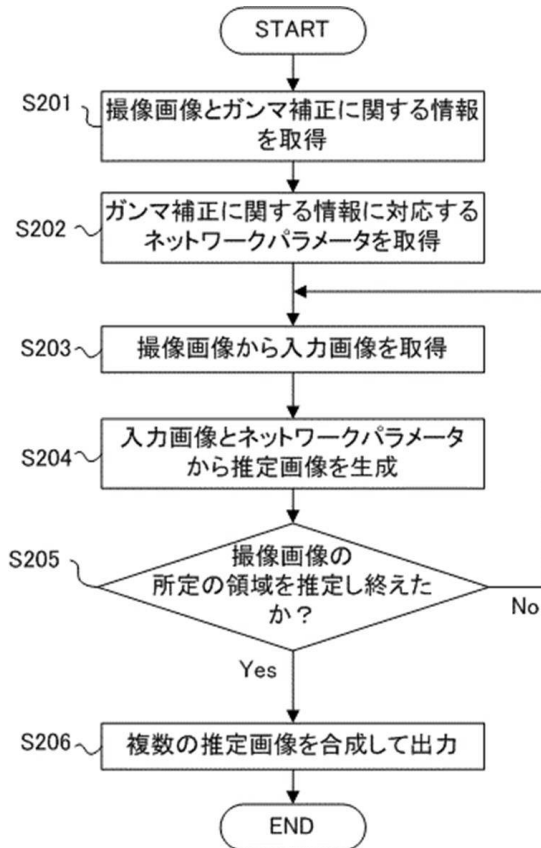 START
S201
撮像画像とガンマ補正に関する情報
を取得
S202
ガンマ補正に関する情報に対応する
ネットワークパラメータを取得
S203
撮像画像から入力画像を取得
S204
入力画像とネットワークパラメータ
から推定画像を生成
S205
撮像画像の
所定の領域を推定し終えた
か？
No
Yes
S206
複数の推定画像を合成して出力
END